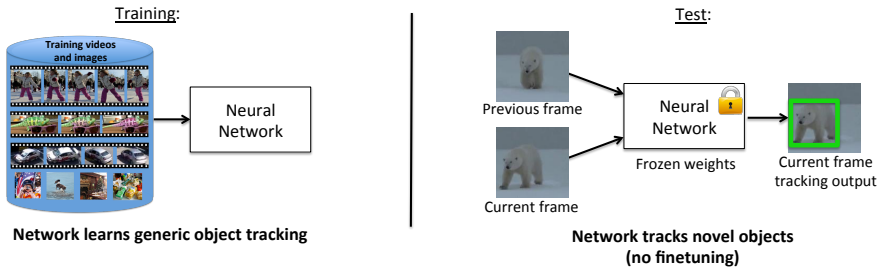 Training:
Training videos
and images
Neural
Network
Network learns generic object tracking
Test:
Previous frame
Current frame
Neural
Network
Frozen weights
Current frame
tracking output
Network tracks novel objects
(no finetuning)